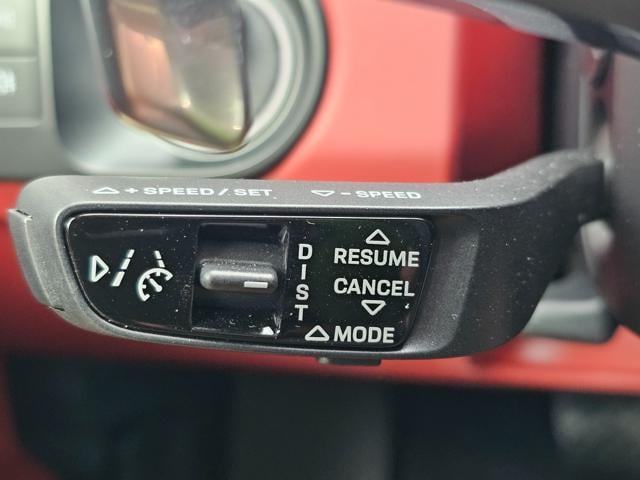 △ + SPEED / SET ▽ - SPEED
DIST
△
RESUME
CANCEL
▽
△ MODE